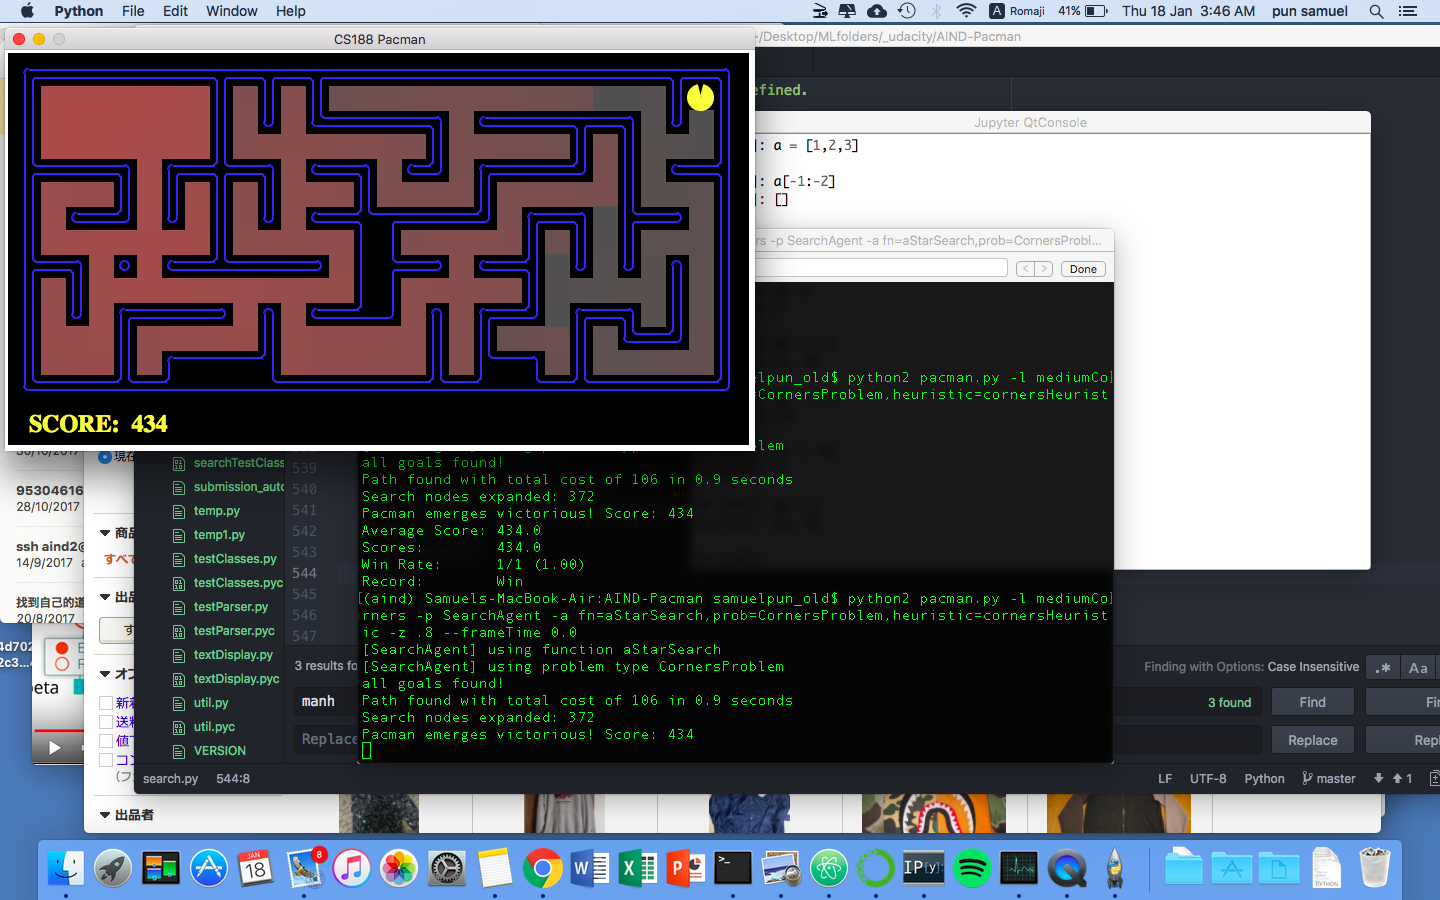 Python File Edit Window Help
A Romaji 41% Thu 18 Jan 3:46 AM pun samuel
CS188 Pacman
~/Desktop/MLfolders/_udacity/AIND-Pacman
SCORE: 434
efined.
Jupyter QtConsole
]: a = [1,2,3]
]: a[-1:-2]
]: []
rs -p SearchAgent -a fn=aStarSearch,prob=CornersProbl...
< > Done
elpun_old$ python2 pacman.py -l mediumCo
CornersProblem,heuristic=cornersHeurist
lem
all goals found!
Path found with total cost of 106 in 0.9 seconds
Search nodes expanded: 372
Pacman emerges victorious! Score: 434
Average Score: 434.0
Scores: 434.0
Win Rate: 1/1 (1.00)
Record: Win
(aind) Samuels-MacBook-Air:AIND-Pacman samuelpun_old$ python2 pacman.py -l mediumCo
rners -p SearchAgent -a fn=aStarSearch,prob=CornersProblem,heuristic=cornersHeurist
ic -z .8 --frameTime 0.0
[SearchAgent] using function aStarSearch
[SearchAgent] using problem type CornersProblem
all goals found!
Path found with total cost of 106 in 0.9 seconds
Search nodes expanded: 372
Pacman emerges victorious! Score: 434
30/10/2017
95304616
28/10/2017
ssh aind2@
14/9/2017
找到自己的道
20/8/2017
商品
すべて
出品
す
オプ
新着
送料
値下
コン
(フ
出品者
searchTestClass
submission_auto
temp.py
temp1.py
testClasses.py
testClasses.pyc
testParser.py
testParser.pyc
textDisplay.py
textDisplay.pyc
util.py
util.pyc
VERSION
539
540
541
542
543
544
545
546
547
3 results fo
Finding with Options: Case Insensitive
.* Aa
manh
3 found
Find
Replace
Replace
Repl
search.py 544:8
LF UTF-8 Python master 1
4d702
2c3...4
beta
JAN
18
8
W X P
IP[y]:
PYTHON